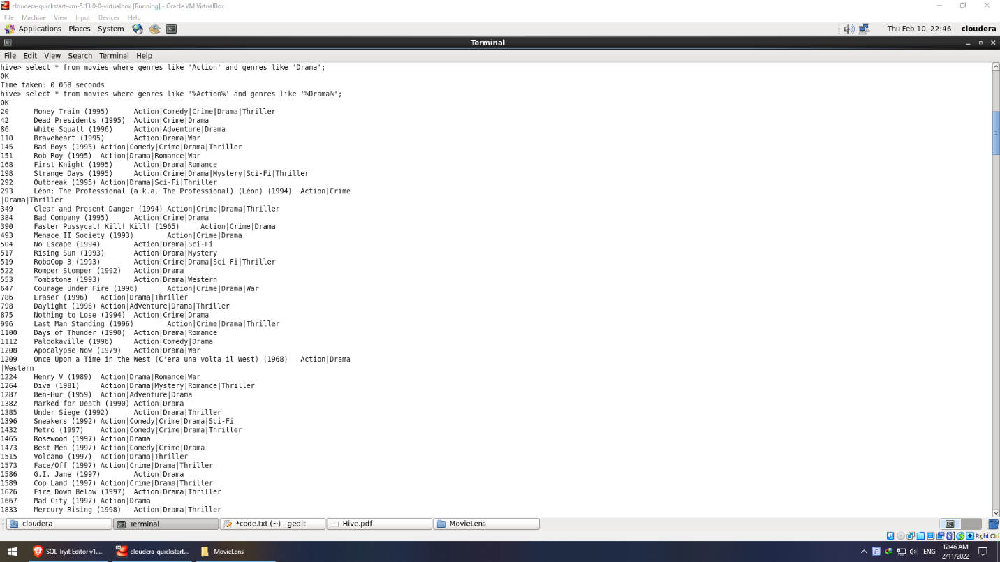 cloudera-quickstart-vm-5.13.0-0-virtualbox [Running] - Oracle VM VirtualBox
File Machine View Input Devices Help
Applications Places System Thu Feb 10, 22:46 cloudera
Terminal
File Edit View Search Terminal Help
hive> select * from movies where genres like 'Action' and genres like 'Drama';
OK
Time taken: 0.058 seconds
hive> select * from movies where genres like '%Action%' and genres like '%Drama%';
OK
20 Money Train (1995) Action|Comedy|Crime|Drama|Thriller
42 Dead Presidents (1995) Action|Crime|Drama
86 White Squall (1996) Action|Adventure|Drama
110 Braveheart (1995) Action|Drama|War
145 Bad Boys (1995) Action|Comedy|Crime|Drama|Thriller
151 Rob Roy (1995) Action|Drama|Romance|War
168 First Knight (1995) Action|Drama|Romance
198 Strange Days (1995) Action|Crime|Drama|Mystery|Sci-Fi|Thriller
292 Outbreak (1995) Action|Drama|Sci-Fi|Thriller
293 Léon: The Professional (a.k.a. The Professional) (Léon) (1994) Action|Crime
|Drama|Thriller
349 Clear and Present Danger (1994) Action|Crime|Drama|Thriller
384 Bad Company (1995) Action|Crime|Drama
390 Faster Pussycat! Kill! Kill! (1965) Action|Crime|Drama
493 Menace II Society (1993) Action|Crime|Drama
504 No Escape (1994) Action|Drama|Sci-Fi
517 Rising Sun (1993) Action|Drama|Mystery
519 RoboCop 3 (1993) Action|Crime|Drama|Sci-Fi|Thriller
522 Romper Stomper (1992) Action|Drama
553 Tombstone (1993) Action|Drama|Western
647 Courage Under Fire (1996) Action|Crime|Drama|War
786 Eraser (1996) Action|Drama|Thriller
798 Daylight (1996) Action|Adventure|Drama|Thriller
875 Nothing to Lose (1994) Action|Crime|Drama
996 Last Man Standing (1996) Action|Crime|Drama|Thriller
1100 Days of Thunder (1990) Action|Drama|Romance
1112 Palookaville (1996) Action|Comedy|Drama
1208 Apocalypse Now (1979) Action|Drama|War
1209 Once Upon a Time in the West (C'era una volta il West) (1968) Action|Drama
|Western
1224 Henry V (1989) Action|Drama|Romance|War
1264 Diva (1981) Action|Drama|Mystery|Romance|Thriller
1287 Ben-Hur (1959) Action|Adventure|Drama
1382 Marked for Death (1990) Action|Drama
1385 Under Siege (1992) Action|Drama|Thriller
1396 Sneakers (1992) Action|Comedy|Crime|Drama|Sci-Fi
1432 Metro (1997) Action|Comedy|Crime|Drama|Thriller
1465 Rosewood (1997) Action|Drama
1473 Best Men (1997) Action|Comedy|Crime|Drama
1515 Volcano (1997) Action|Drama|Thriller
1573 Face/Off (1997) Action|Crime|Drama|Thriller
1586 G.I. Jane (1997) Action|Drama
1589 Cop Land (1997) Action|Crime|Drama|Thriller
1626 Fire Down Below (1997) Action|Drama|Thriller
1667 Mad City (1997) Action|Drama
1833 Mercury Rising (1998) Action|Drama|Thriller
cloudera Terminal *code.txt (~) - gedit Hive.pdf MovieLens
Right Ctrl
SQL Tryit Editor v1.... cloudera-quickstart... MovieLens ENG 12:46 AM
2/11/2022